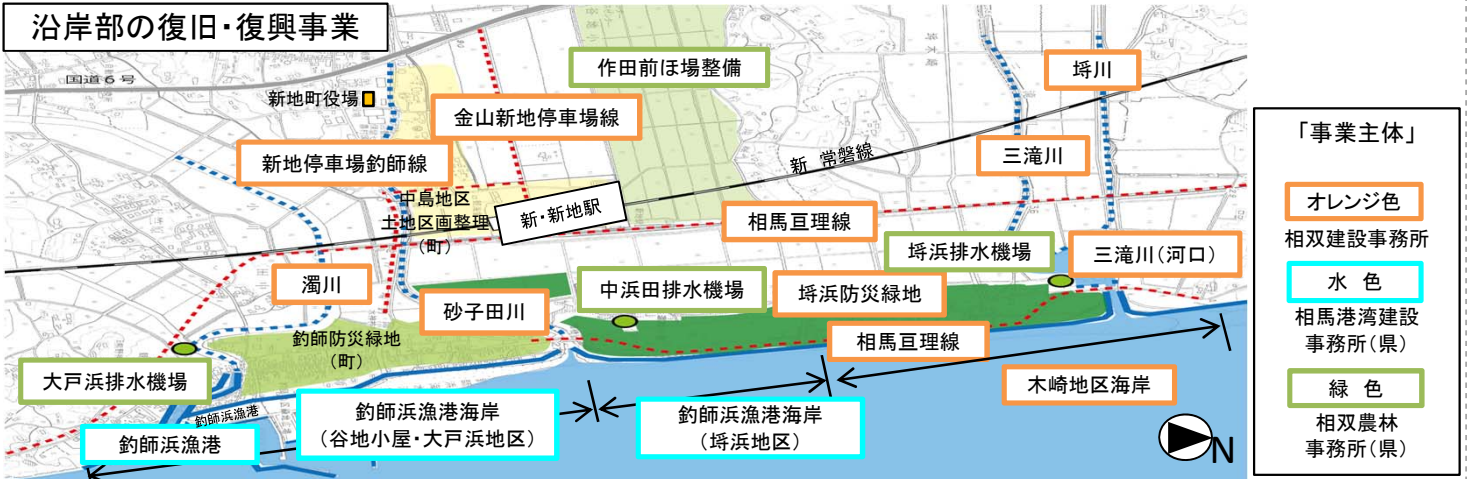 沿岸部の復旧・復興事業
国道6号
新地町役場
作田前ほ場整備
埓川
金山新地停車場線
新地停車場釣師線
三滝川
新 常磐線
中島地区
土地区画整理
(町)
新・新地駅
相馬亘理線
埓浜排水機場
三滝川(河口)
濁川
砂子田川
中浜田排水機場
埓浜防災緑地
釣師防災緑地
(町)
相馬亘理線
大戸浜排水機場
木崎地区海岸
釣師浜漁港
釣師浜漁港
釣師浜漁港海岸
(谷地小屋・大戸浜地区)
釣師浜漁港海岸
(埓浜地区)
N
「事業主体」
オレンジ色
相双建設事務所
水 色
相馬港湾建設
事務所(県)
緑 色
相双農林
事務所(県)